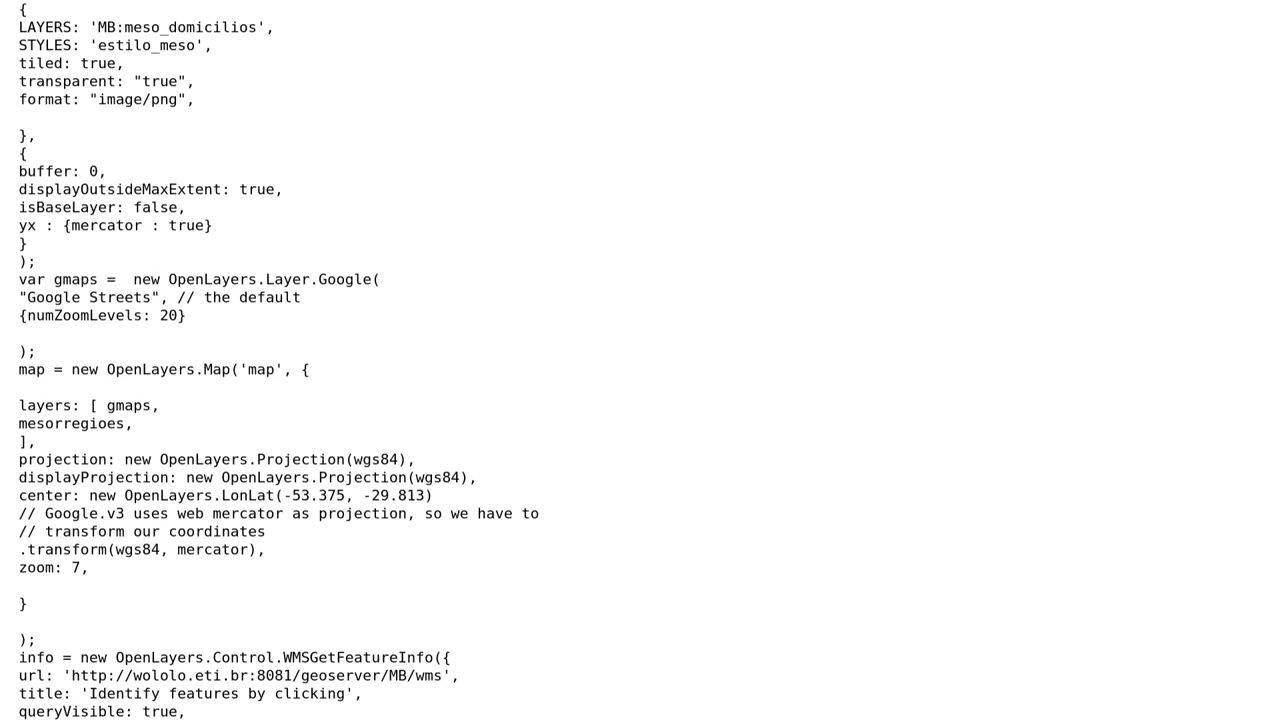 {
LAYERS: 'MB:meso_domicilios',
STYLES: 'estilo_meso',
tiled: true,
transparent: "true",
format: "image/png",

},
{
buffer: 0,
displayOutsideMaxExtent: true,
isBaseLayer: false,
yx : {mercator : true}
}
);
var gmaps =  new OpenLayers.Layer.Google(
"Google Streets", // the default
{numZoomLevels: 20}

);
map = new OpenLayers.Map('map', {

layers: [ gmaps,
mesorregioes,
],
projection: new OpenLayers.Projection(wgs84),
displayProjection: new OpenLayers.Projection(wgs84),
center: new OpenLayers.LonLat(-53.375, -29.813)
// Google.v3 uses web mercator as projection, so we have to
// transform our coordinates
.transform(wgs84, mercator),
zoom: 7,

}

);
info = new OpenLayers.Control.WMSGetFeatureInfo({
url: 'http://wololo.eti.br:8081/geoserver/MB/wms',
title: 'Identify features by clicking',
queryVisible: true,